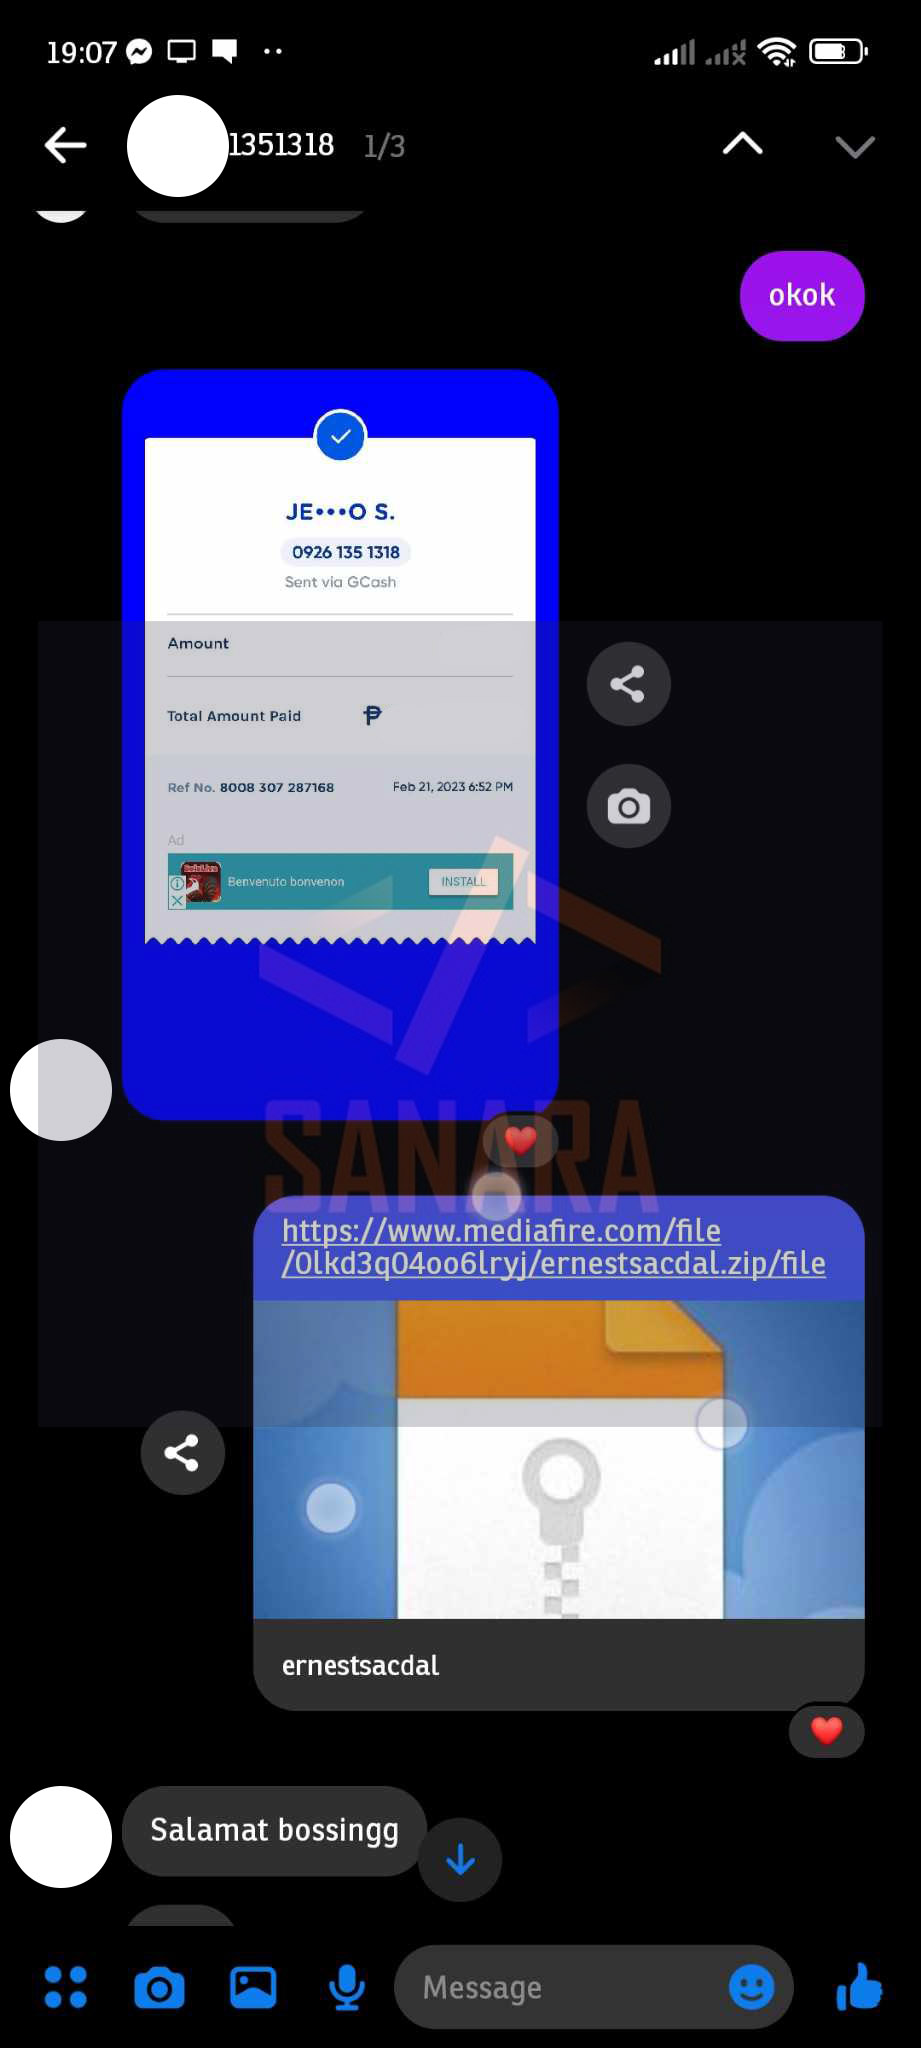 19:07
1351318 1/3
okok
JE•••O S.
0926 135 1318
Sent via GCash
Amount
Total Amount Paid ₱
Ref No. 8008 307 287168 Feb 21, 2023 6:52 PM
Ad
Benvenuto bonvenon INSTALL
SANARA
https://www.mediafire.com/file
/0lkd3q04oo6lryj/ernestsacdal.zip/file
ernestsacdal
Salamat bossingg
Message